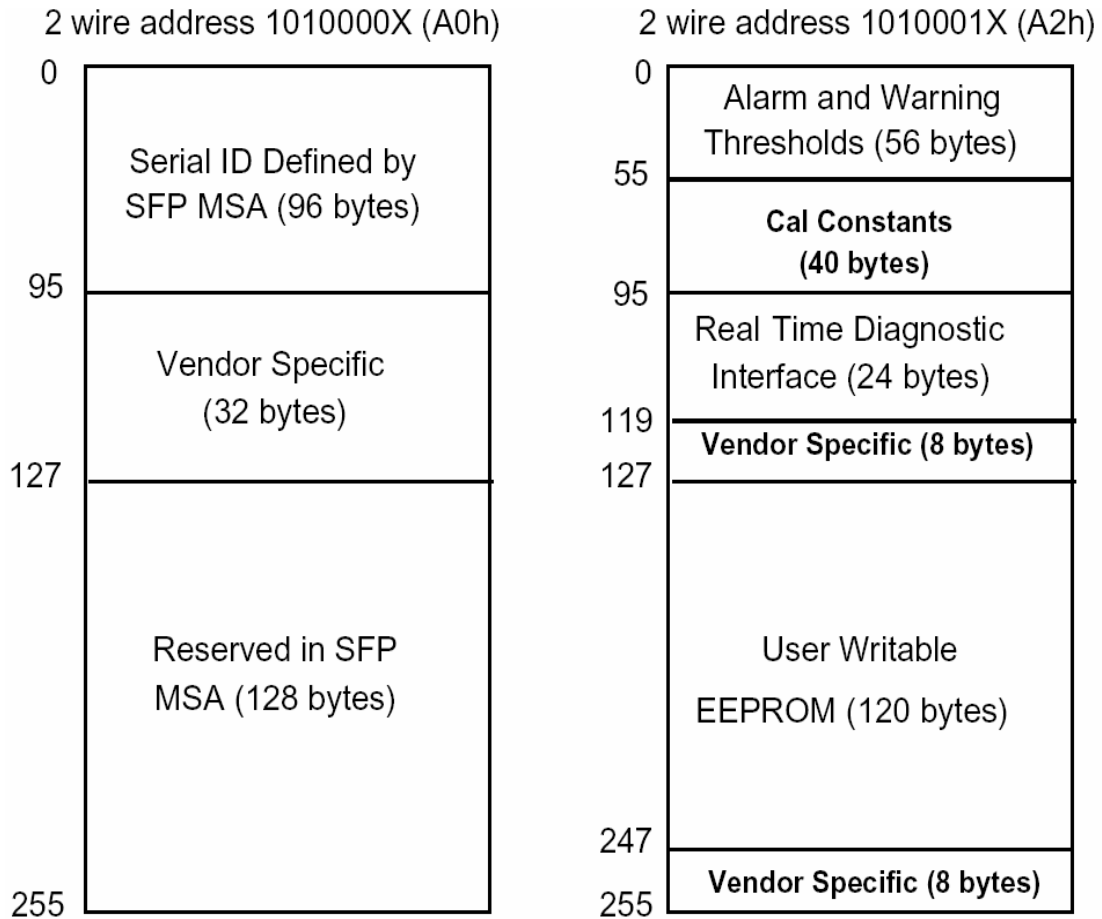 2 wire address 1010000X (A0h)
0
Serial ID Defined by
SFP MSA (96 bytes)
95
Vendor Specific
(32 bytes)
127
Reserved in SFP
MSA (128 bytes)
255
2 wire address 1010001X (A2h)
0
Alarm and Warning
Thresholds (56 bytes)
55
Cal Constants
(40 bytes)
95
Real Time Diagnostic
Interface (24 bytes)
119
Vendor Specific (8 bytes)
127
User Writable
EEPROM (120 bytes)
247
Vendor Specific (8 bytes)
255